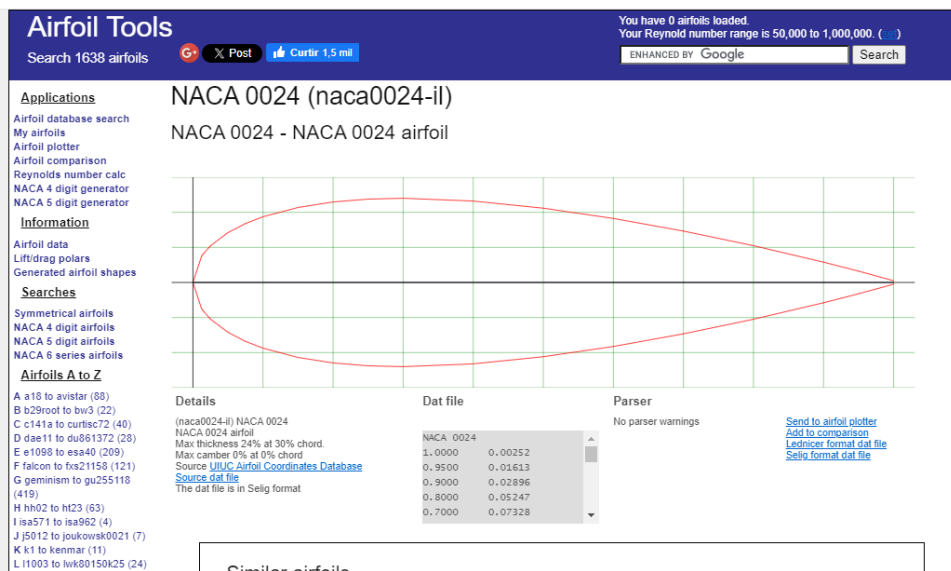 Airfoil Tools
Search 1638 airfoils
G+
X Post
Curtir 1,5 mil
You have 0 airfoils loaded.
Your Reynold number range is 50,000 to 1,000,000. (set)
ENHANCED BY Google
Search
Applications
Airfoil database search
My airfoils
Airfoil plotter
Airfoil comparison
Reynolds number calc
NACA 4 digit generator
NACA 5 digit generator
Information
Airfoil data
Lift/drag polars
Generated airfoil shapes
Searches
Symmetrical airfoils
NACA 4 digit airfoils
NACA 5 digit airfoils
NACA 6 series airfoils
Airfoils A to Z
A a18 to avistar (88)
B b29root to bw3 (22)
C c141a to curtisc72 (40)
D dae11 to du861372 (28)
E e1098 to esa40 (209)
F falcon to fxs21158 (121)
G geminism to gu255118
(419)
H hh02 to ht23 (63)
I isa571 to isa962 (4)
J j5012 to joukowsk0021 (7)
K k1 to kenmar (11)
L l1003 to lwk80150k25 (24)
NACA 0024 (naca0024-il)
NACA 0024 - NACA 0024 airfoil
Details
(naca0024-il) NACA 0024
NACA 0024 airfoil
Max thickness 24% at 30% chord.
Max camber 0% at 0% chord
Source UIUC Airfoil Coordinates Database
Source dat file
The dat file is in Selig format
Dat file
NACA 0024
1.0000 0.00252
0.9500 0.01613
0.9000 0.02896
0.8000 0.05247
0.7000 0.07328
Parser
No parser warnings
Send to airfoil plotter
Add to comparison
Lednicer format dat file
Selig format dat file
Similar airfoils